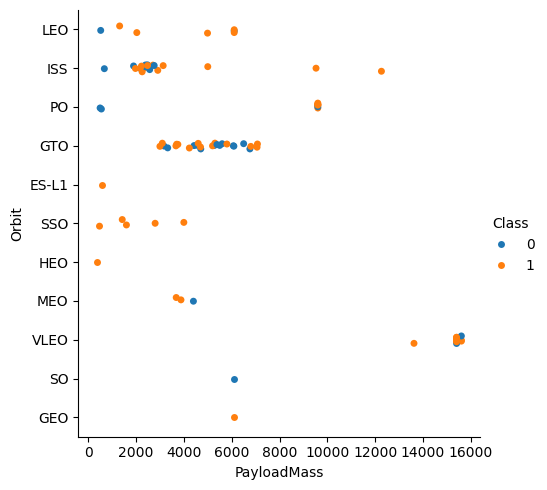 LEO
ISS
PO
GTO
ES-L1
SSO
HEO
MEO
VLEO
SO
GEO
Orbit
0 2000 4000 6000 8000 10000 12000 14000 16000
PayloadMass
Class
0
1